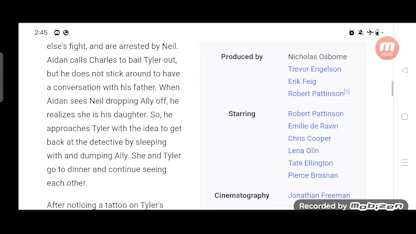 2:45
else's fight, and are arrested by Neil.
Aidan calls Charles to bail Tyler out,
but he does not stick around to have
a conversation with his father. When
Aidan sees Neil dropping Ally off, he
realizes she is his daughter. So, he
approaches Tyler with the idea to get
back at the detective by sleeping
with and dumping Ally. She and Tyler
go to dinner and continue seeing
each other.
After noticing a tattoo on Tyler's
Produced by Nicholas Osborne
Trevor Engelson
Erik Feig
Robert Pattinson[1]
Starring Robert Pattinson
Emilie de Ravin
Chris Cooper
Lena Olin
Tate Ellington
Pierce Brosnan
Cinematography Jonathan Freeman
Recorded by mobizen